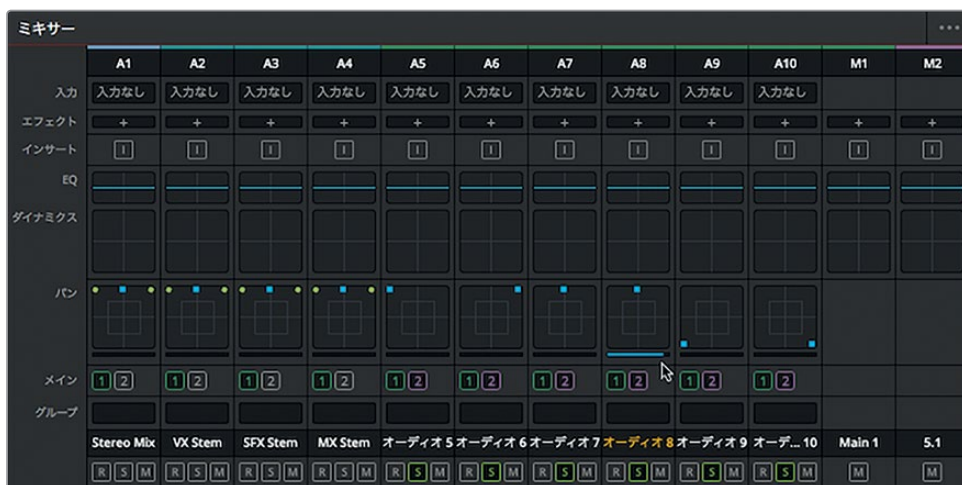 ミキサー
A1 A2 A3 A4 A5 A6 A7 A8 A9 A10 M1 M2
入力 入力なし 入力なし 入力なし 入力なし 入力なし 入力なし 入力なし 入力なし 入力なし 入力なし
エフェクト + + + + + + + + + + + +
インサート I I I I I I I I I I I I
EQ
ダイナミクス
パン
メイン 1 2 1 2 1 2 1 2 1 2 1 2 1 2 1 2 1 2 1 2
グループ
Stereo Mix VX Stem SFX Stem MX Stem オーディオ 5 オーディオ 6 オーディオ 7 オーディオ 8 オーディオ 9 オーデ... 10 Main 1 5.1
R S M R S M R S M R S M R S M R S M R S M R S M R S M R S M M M